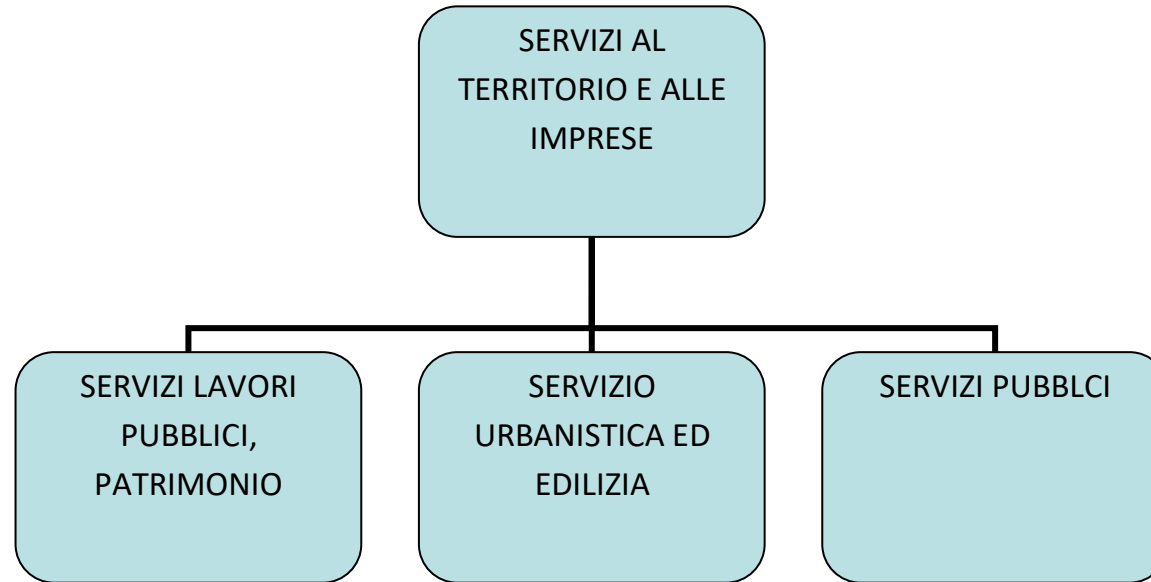 SERVIZI AL
TERRITORIO E ALLE
IMPRESE
SERVIZI LAVORI
PUBBLICI,
PATRIMONIO
SERVIZIO
URBANISTICA ED
EDILIZIA
SERVIZI PUBBLCI